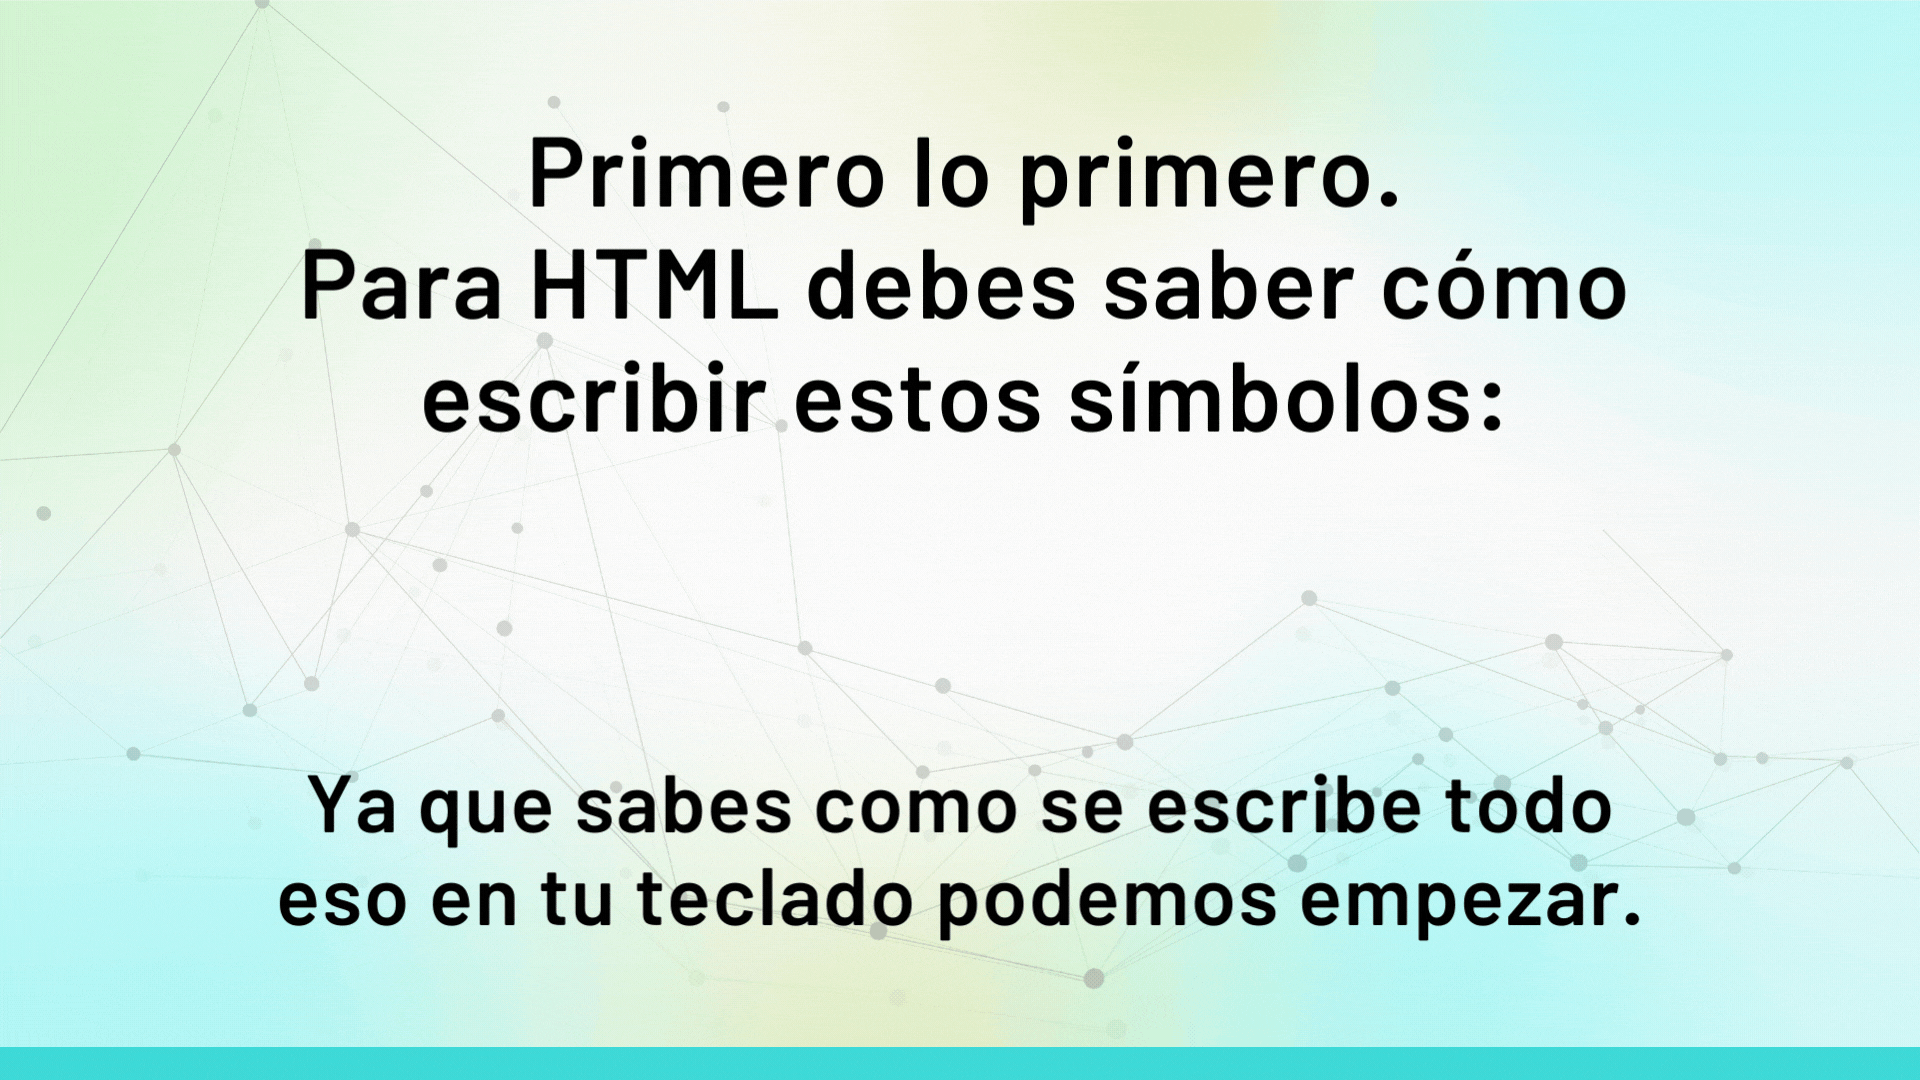 Primero lo primero.
Para HTML debes saber cómo
escribir estos símbolos:
Ya que sabes como se escribe todo
eso en tu teclado podemos empezar.